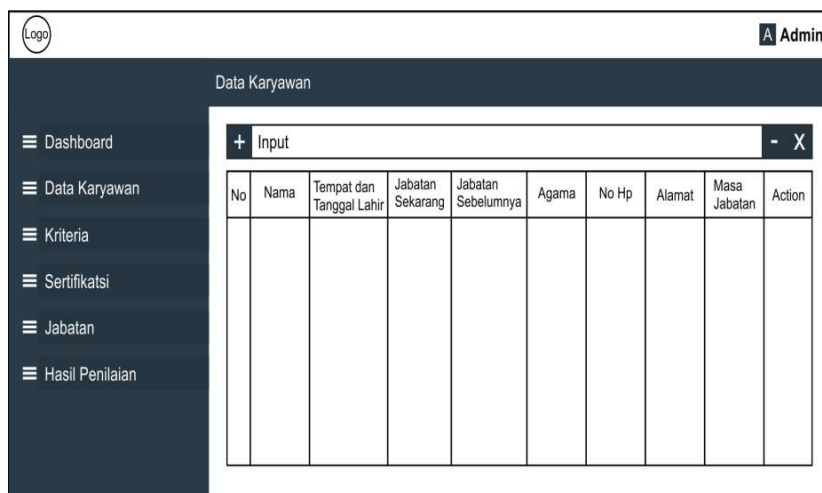 Logo
A Admin
Data Karyawan
Dashboard
Data Karyawan
Kriteria
Sertifikatsi
Jabatan
Hasil Penilaian
+ Input - X
No
Nama
Tempat dan
Tanggal Lahir
Jabatan
Sekarang
Jabatan
Sebelumnya
Agama
No Hp
Alamat
Masa
Jabatan
Action